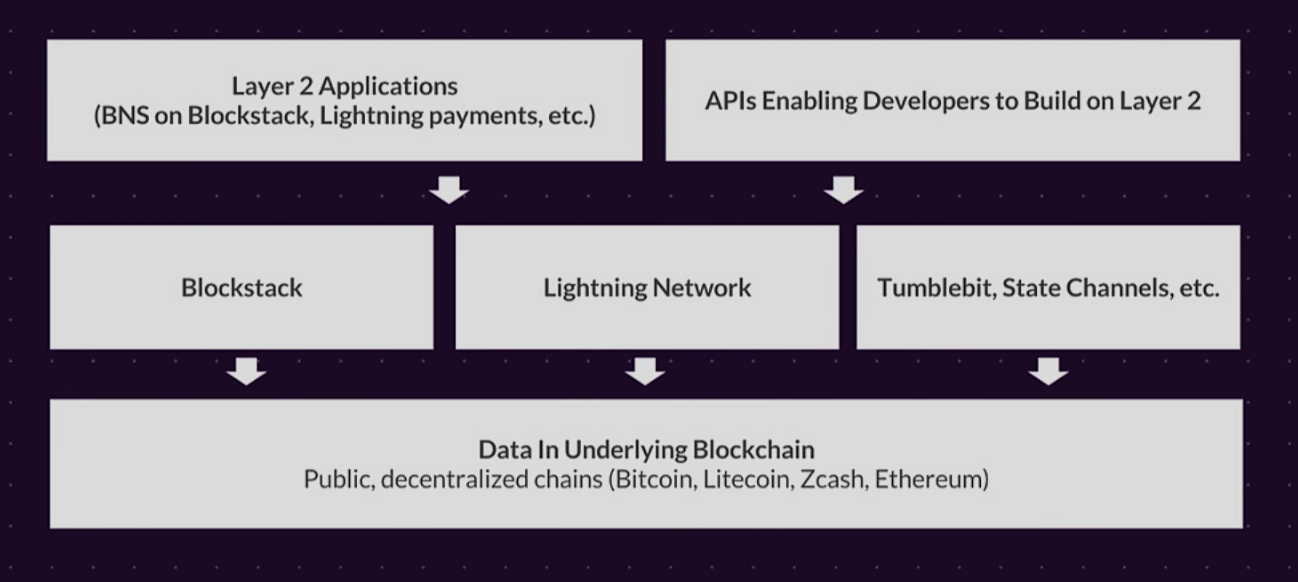 Layer 2 Applications
(BNS on Blockstack, Lightning payments, etc.)
APIs Enabling Developers to Build on Layer 2
Blockstack
Lightning Network
Tumblebit, State Channels, etc.
Data In Underlying Blockchain
Public, decentralized chains (Bitcoin, Litecoin, Zcash, Ethereum)